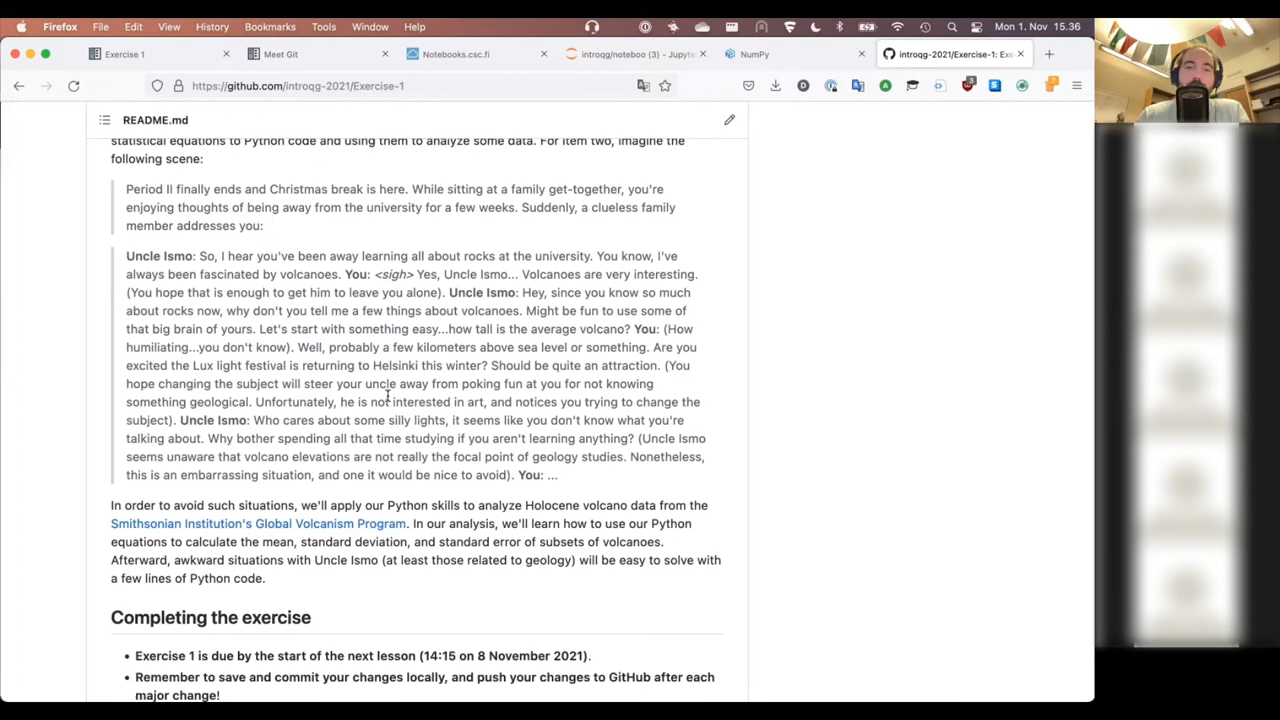 Firefox File Edit View History Bookmarks Tools Window Help Mon 1. Nov 15.36
Exercise 1 Meet Git Notebooks.csc.fi introqg/noteboo (3) - Jupyte NumPy introqg-2021/Exercise-1: Exe
https://github.com/introqg-2021/Exercise-1
README.md
statistical equations to Python code and using them to analyze some data. For item two, imagine the
following scene:
Period II finally ends and Christmas break is here. While sitting at a family get-together, you're
enjoying thoughts of being away from the university for a few weeks. Suddenly, a clueless family
member addresses you:
Uncle Ismo: So, I hear you've been away learning all about rocks at the university. You know, I've
always been fascinated by volcanoes. You: <sigh> Yes, Uncle Ismo... Volcanoes are very interesting.
(You hope that is enough to get him to leave you alone). Uncle Ismo: Hey, since you know so much
about rocks now, why don't you tell me a few things about volcanoes. Might be fun to use some of
that big brain of yours. Let's start with something easy...how tall is the average volcano? You: (How
humiliating...you don't know). Well, probably a few kilometers above sea level or something. Are you
excited the Lux light festival is returning to Helsinki this winter? Should be quite an attraction. (You
hope changing the subject will steer your uncle away from poking fun at you for not knowing
something geological. Unfortunately, he is not interested in art, and notices you trying to change the
subject). Uncle Ismo: Who cares about some silly lights, it seems like you don't know what you're
talking about. Why bother spending all that time studying if you aren't learning anything? (Uncle Ismo
seems unaware that volcano elevations are not really the focal point of geology studies. Nonetheless,
this is an embarrassing situation, and one it would be nice to avoid). You: ...
In order to avoid such situations, we'll apply our Python skills to analyze Holocene volcano data from the
Smithsonian Institution's Global Volcanism Program. In our analysis, we'll learn how to use our Python
equations to calculate the mean, standard deviation, and standard error of subsets of volcanoes.
Afterward, awkward situations with Uncle Ismo (at least those related to geology) will be easy to solve with
a few lines of Python code.
Completing the exercise
• Exercise 1 is due by the start of the next lesson (14:15 on 8 November 2021).
• Remember to save and commit your changes locally, and push your changes to GitHub after each
major change!